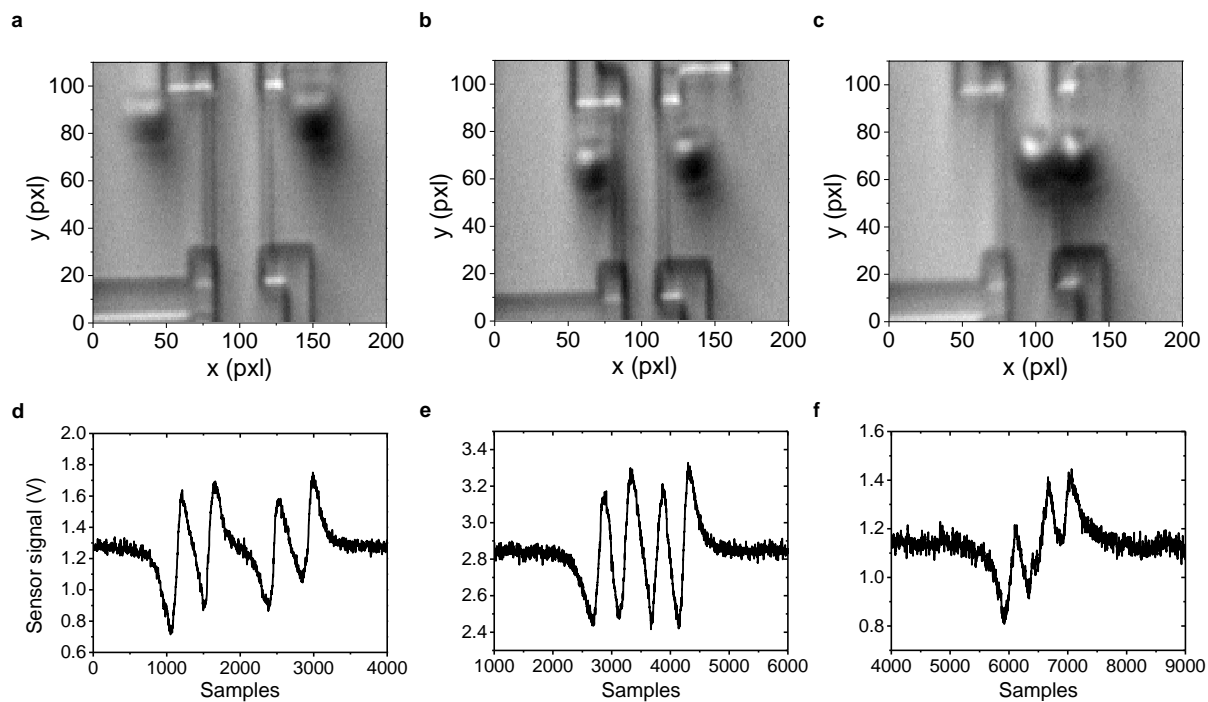 a
b
c
100
80
60
40
20
0
y (pxl)
0 50 100 150 200
x (pxl)
100
80
60
40
20
0
y (pxl)
0 50 100 150 200
x (pxl)
100
80
60
40
20
0
y (pxl)
0 50 100 150 200
x (pxl)
d
e
f
2.0
1.8
1.6
1.4
1.2
1.0
0.8
0.6
Sensor signal (V)
0 1000 2000 3000 4000
Samples
3.4
3.2
3.0
2.8
2.6
2.4
1000 2000 3000 4000 5000 6000
Samples
1.6
1.4
1.2
1.0
0.8
4000 5000 6000 7000 8000 9000
Samples